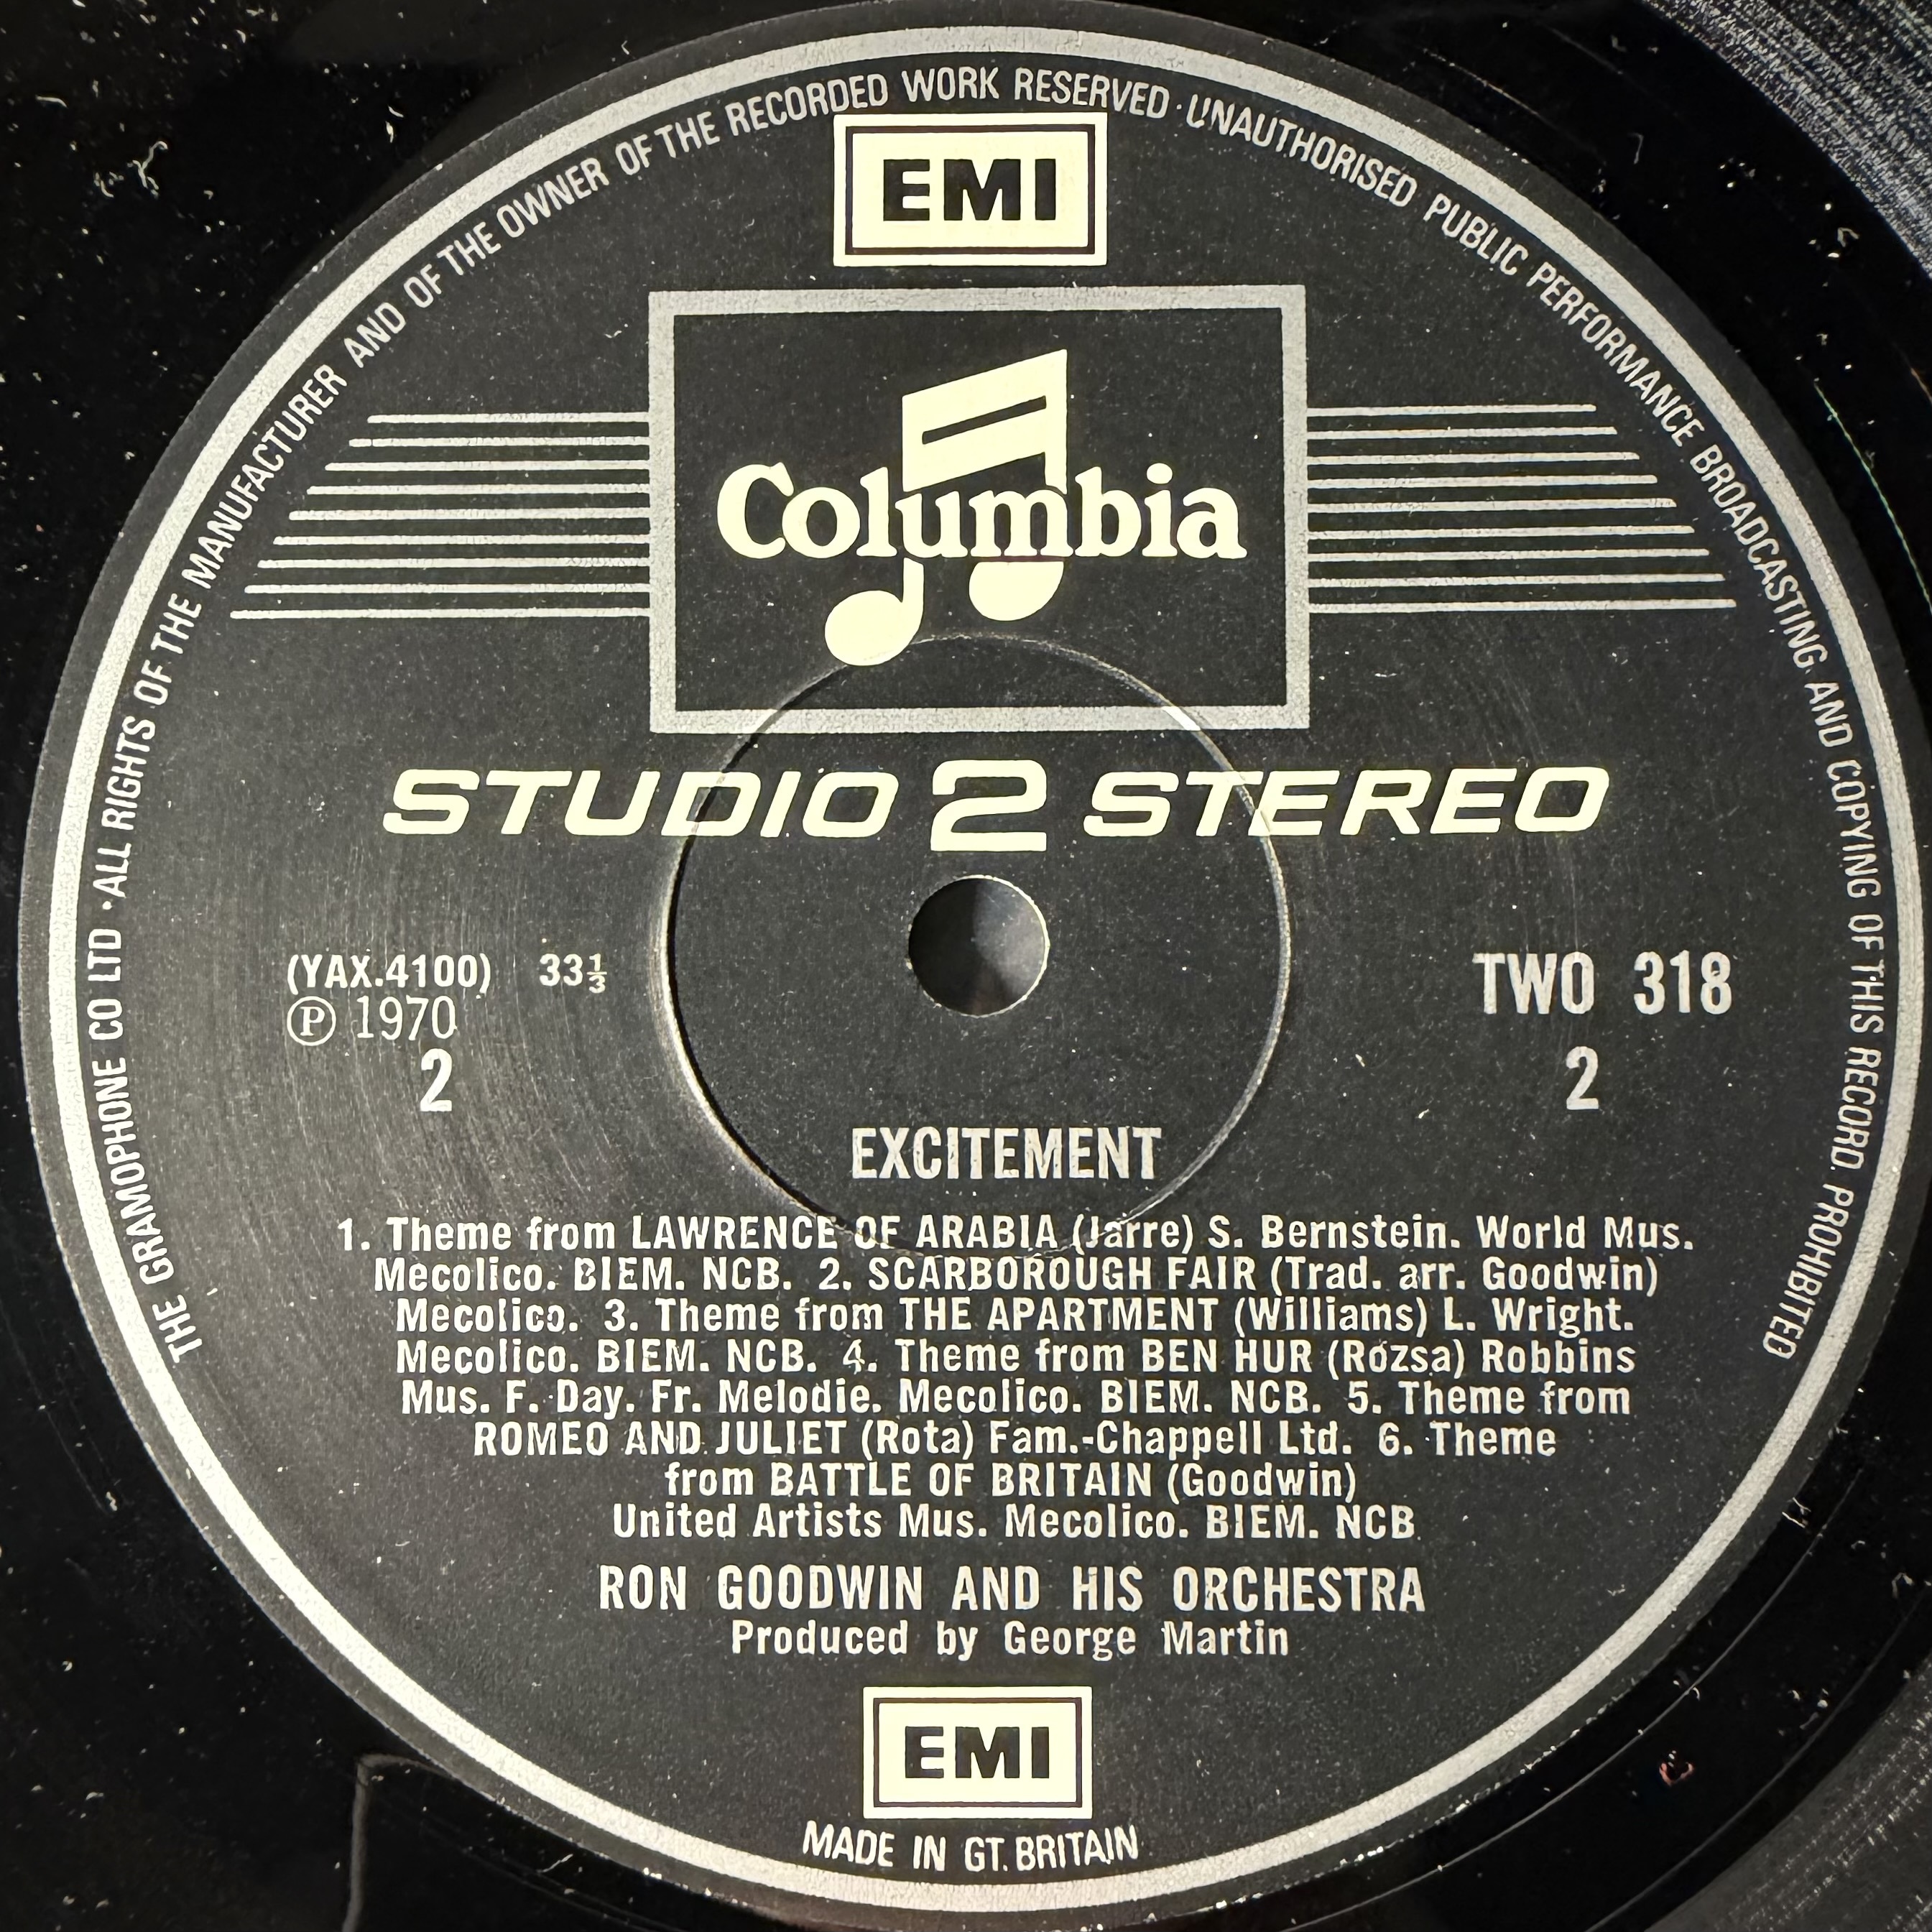 THE GRAMOPHONE CO LTD · ALL RIGHTS OF THE MANUFACTURER AND OF THE OWNER OF THE RECORDED WORK RESERVED · UNAUTHORISED PUBLIC PERFORMANCE BROADCASTING AND COPYING OF THIS RECORD PROHIBITED
EMI
Columbia
STUDIO 2 STEREO
(YAX.4100) 33⅓
Ⓟ 1970
2
TWO 318
2
EXCITEMENT
1. Theme from LAWRENCE OF ARABIA (Jarre) S. Bernstein. World Mus.
Mecolico. BIEM. NCB. 2. SCARBOROUGH FAIR (Trad. arr. Goodwin)
Mecolico. 3. Theme from THE APARTMENT (Williams) L. Wright.
Mecolico. BIEM. NCB. 4. Theme from BEN HUR (Rózsa) Robbins
Mus. F. Day. Fr. Melodie. Mecolico. BIEM. NCB. 5. Theme from
ROMEO AND JULIET (Rota) Fam.-Chappell Ltd. 6. Theme
from BATTLE OF BRITAIN (Goodwin)
United Artists Mus. Mecolico. BIEM. NCB
RON GOODWIN AND HIS ORCHESTRA
Produced by George Martin
EMI
MADE IN GT. BRITAIN